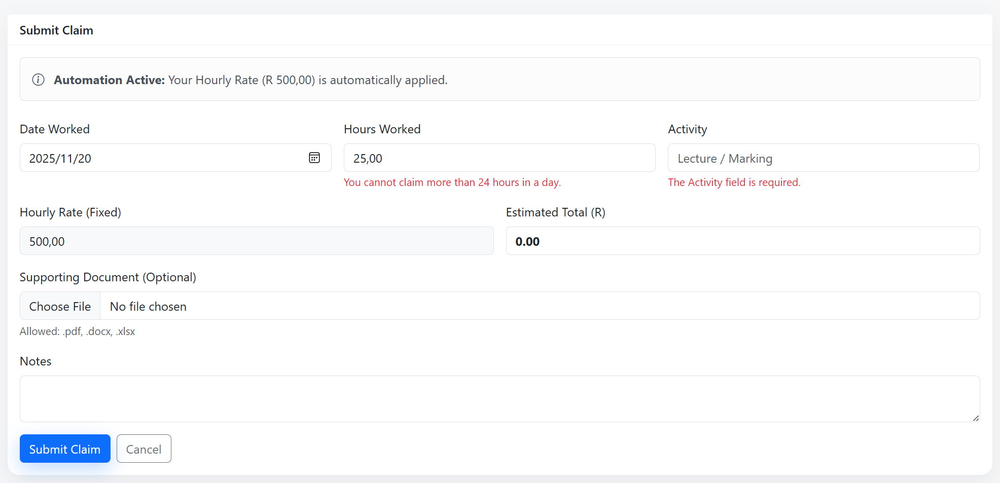 Submit Claim
Automation Active: Your Hourly Rate (R 500,00) is automatically applied.
Date Worked
Hours Worked
Activity
2025/11/20
25,00
Lecture / Marking
You cannot claim more than 24 hours in a day.
The Activity field is required.
Hourly Rate (Fixed)
Estimated Total (R)
500,00
0.00
Supporting Document (Optional)
Choose File
No file chosen
Allowed: .pdf, .docx, .xlsx
Notes
Submit Claim
Cancel